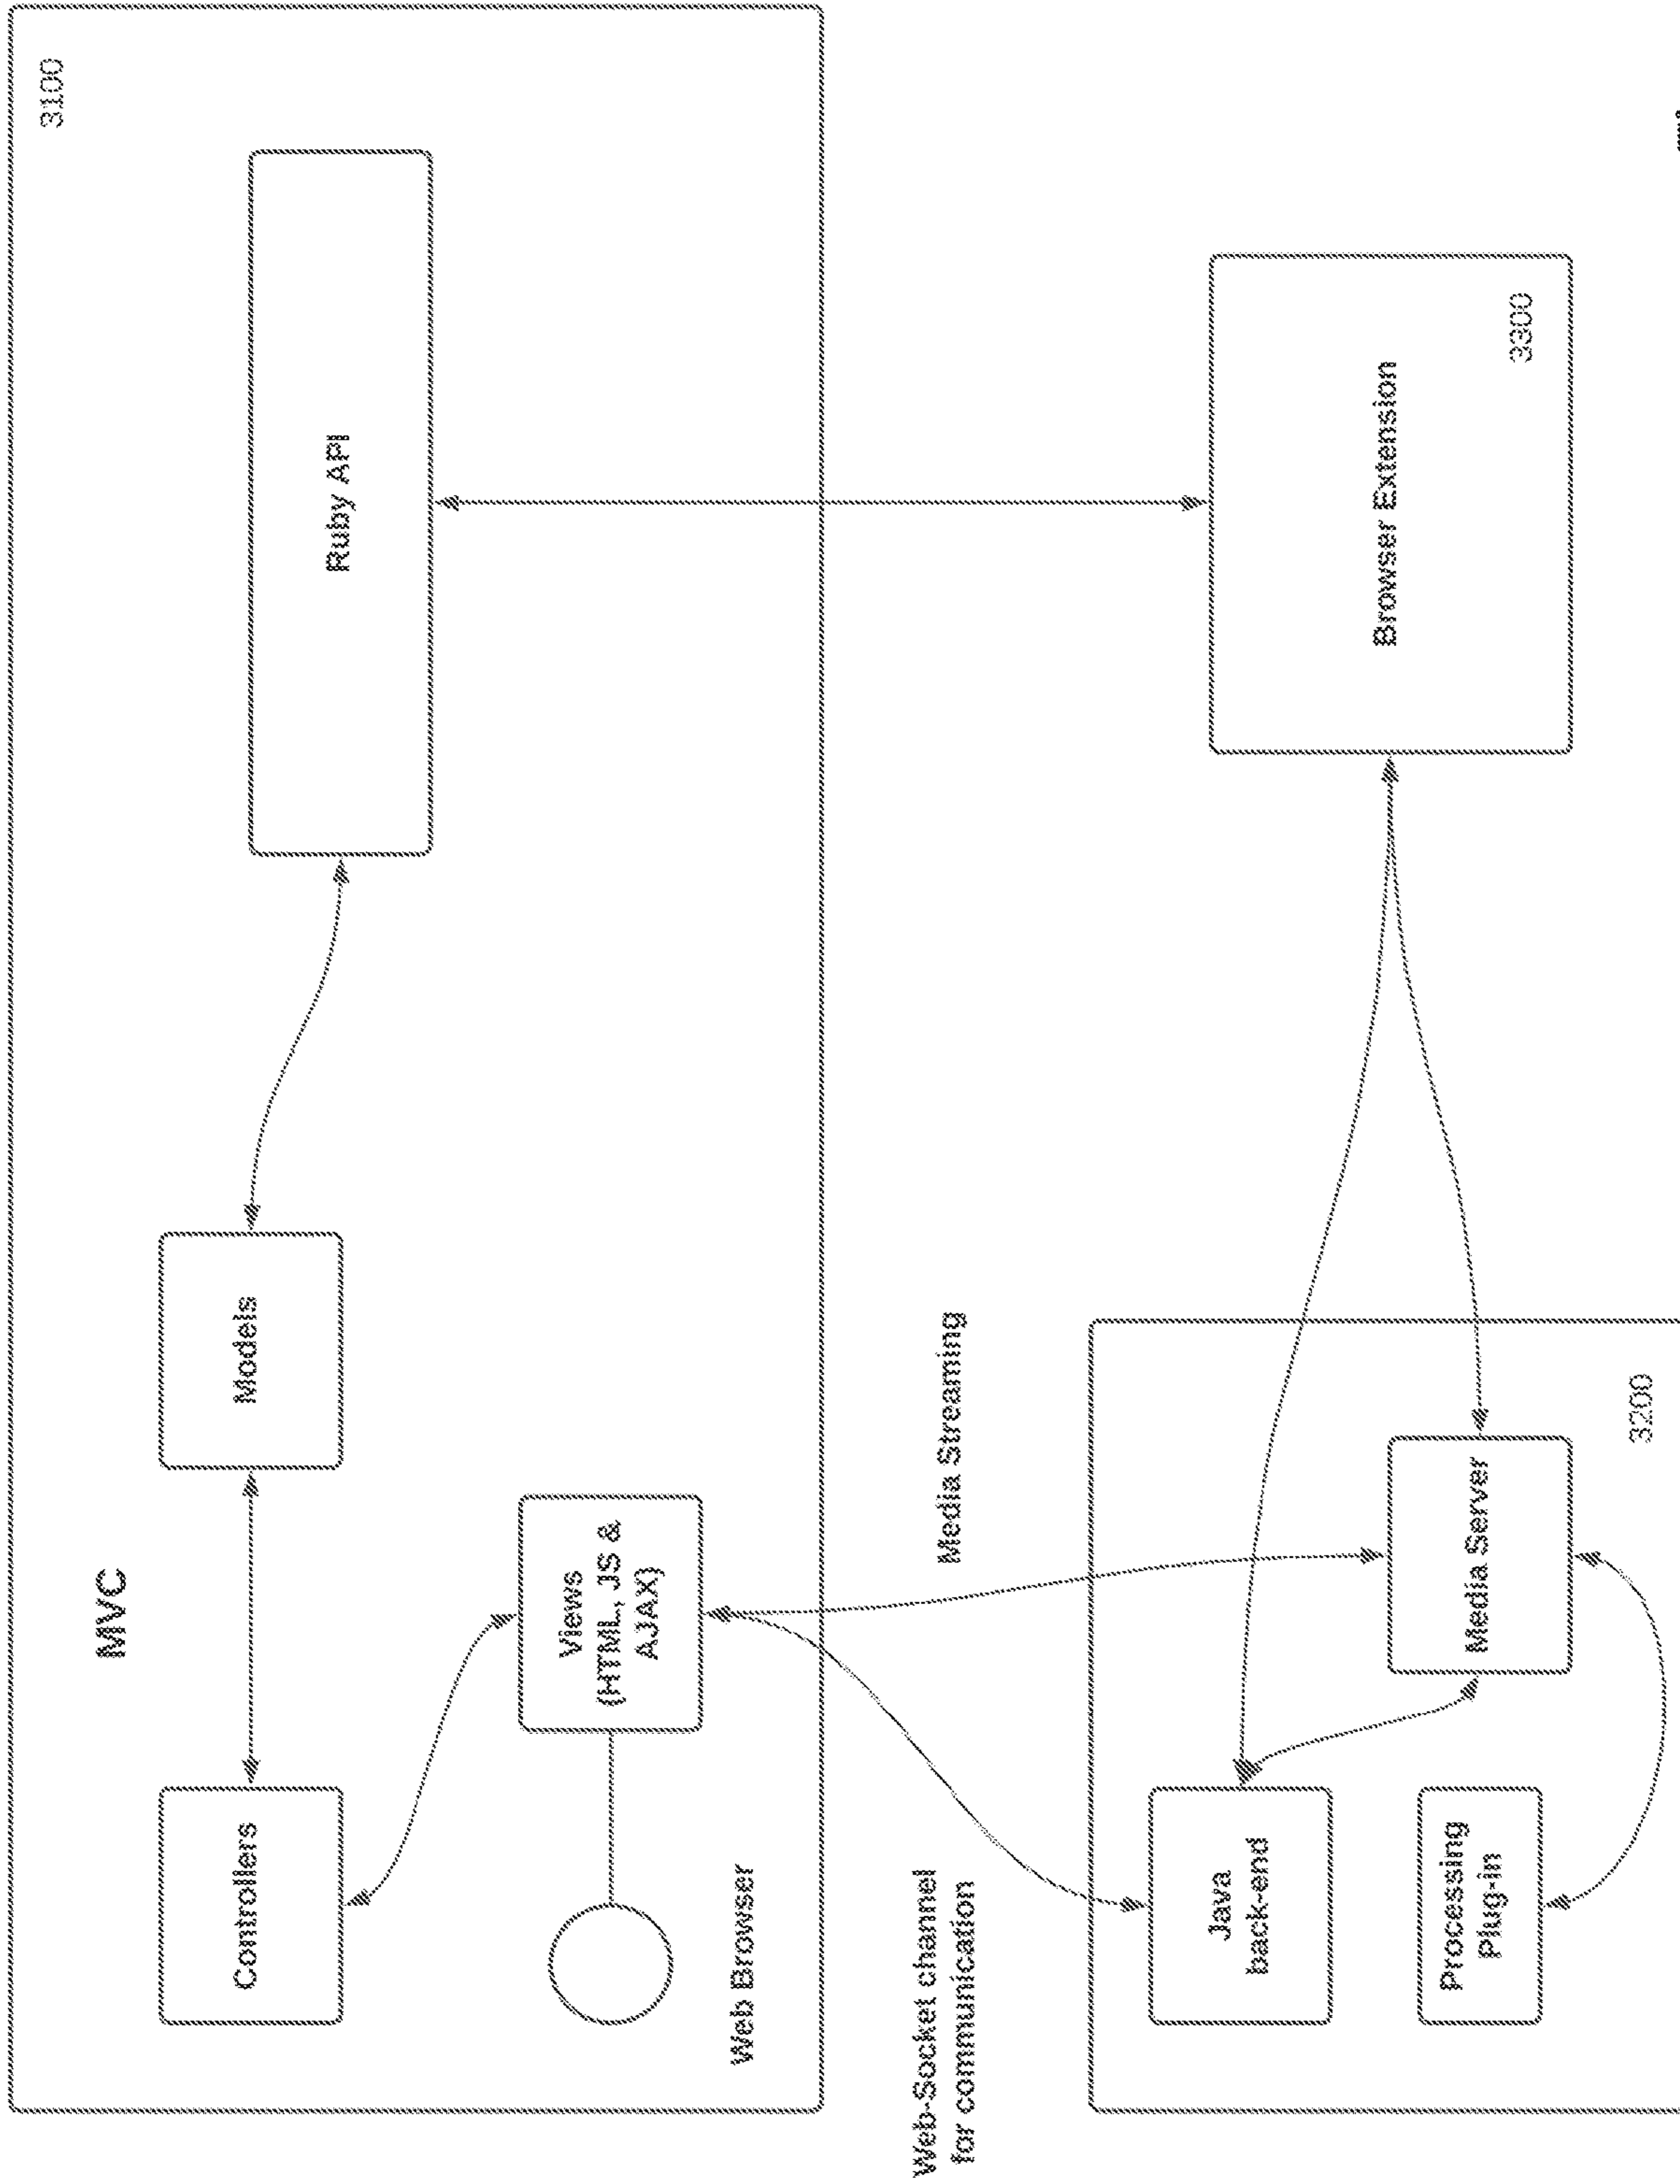 3100
MVC
Controllers
Models
Ruby API
Views
(HTML, JS &
AJAX)
Web Browser
Web-Socket channel
for communication
Media Streaming
Java
back-end
Media Server
Processing
Plug-in
3200
Browser Extension
3300